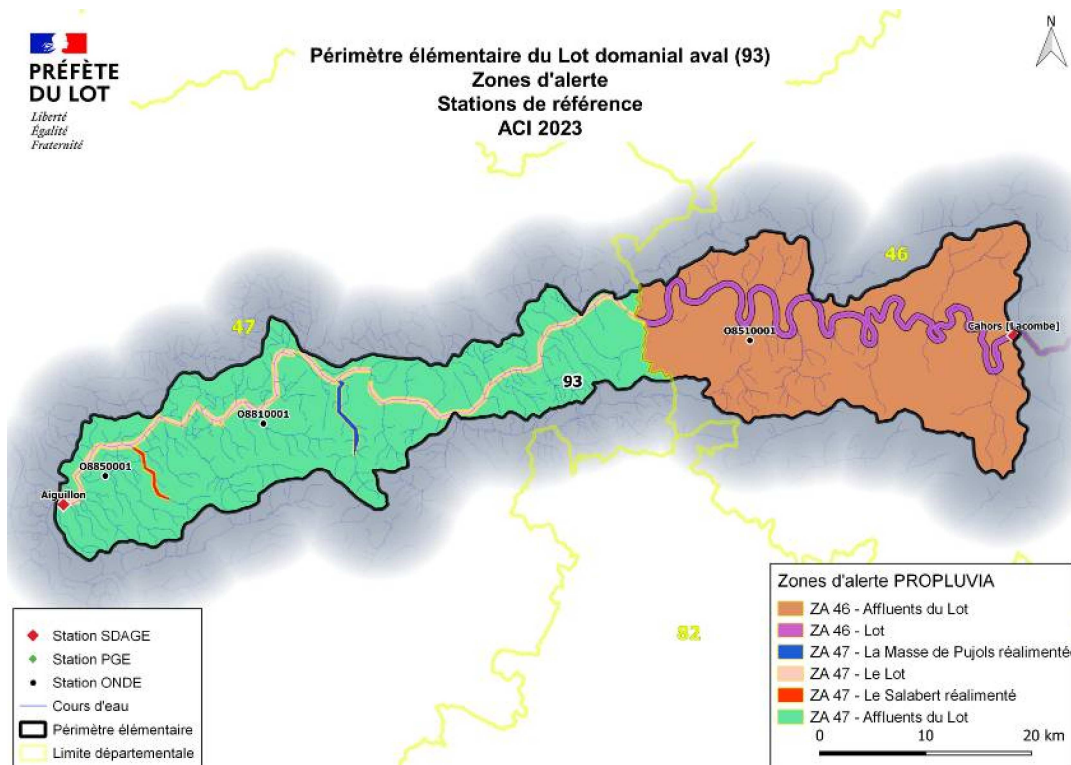 PRÉFÈTE
DU LOT
Liberté
Égalité
Fraternité
Périmètre élémentaire du Lot domanial aval (93)
Zones d'alerte
Stations de référence
ACI 2023
N
46
47
O8510001
Cahors [Lacombe]
93
O8810001
O8850001
Aiguillon
82
Station SDAGE
Station PGE
Station ONDE
Cours d'eau
Périmètre élémentaire
Limite départementale
Zones d'alerte PROPLUVIA
ZA 46 - Affluents du Lot
ZA 46 - Lot
ZA 47 - La Masse de Pujols réalimenté
ZA 47 - Le Lot
ZA 47 - Le Salabert réalimenté
ZA 47 - Affluents du Lot
0 10 20 km